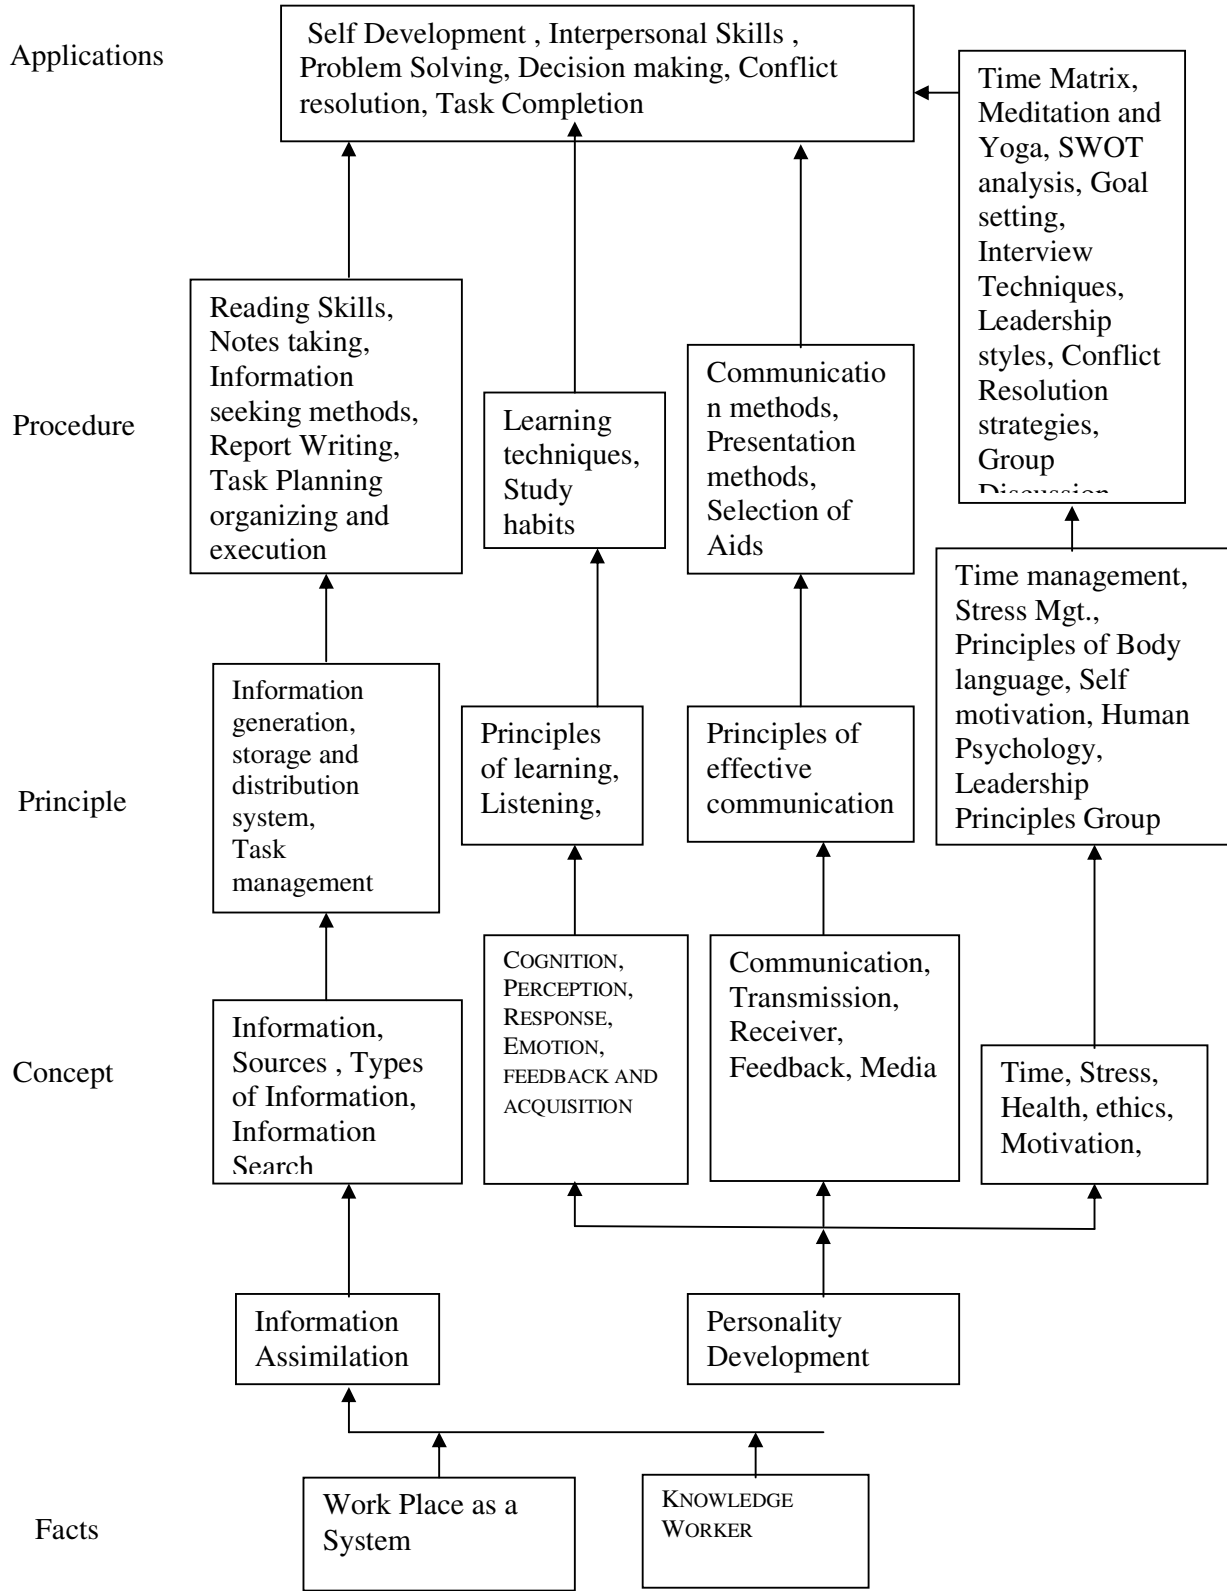 Applications
Self Development , Interpersonal Skills ,
Problem Solving, Decision making, Conflict
resolution, Task Completion
Time Matrix,
Meditation and
Yoga, SWOT
analysis, Goal
setting,
Interview
Techniques,
Leadership
styles, Conflict
Resolution
strategies,
Group
Discussion
Procedure
Reading Skills,
Notes taking,
Information
seeking methods,
Report Writing,
Task Planning
organizing and
execution
Learning
techniques,
Study
habits
Communicatio
n methods,
Presentation
methods,
Selection of
Aids
Principle
Information
generation,
storage and
distribution
system,
Task
management
Principles
of learning,
Listening,
Principles of
effective
communication
Time management,
Stress Mgt.,
Principles of Body
language, Self
motivation, Human
Psychology,
Leadership
Principles Group
Concept
Information,
Sources , Types
of Information,
Information
Search
COGNITION,
PERCEPTION,
RESPONSE,
EMOTION,
FEEDBACK AND
ACQUISITION
Communication,
Transmission,
Receiver,
Feedback, Media
Time, Stress,
Health, ethics,
Motivation,
Information
Assimilation
Personality
Development
Facts
Work Place as a
System
KNOWLEDGE
WORKER